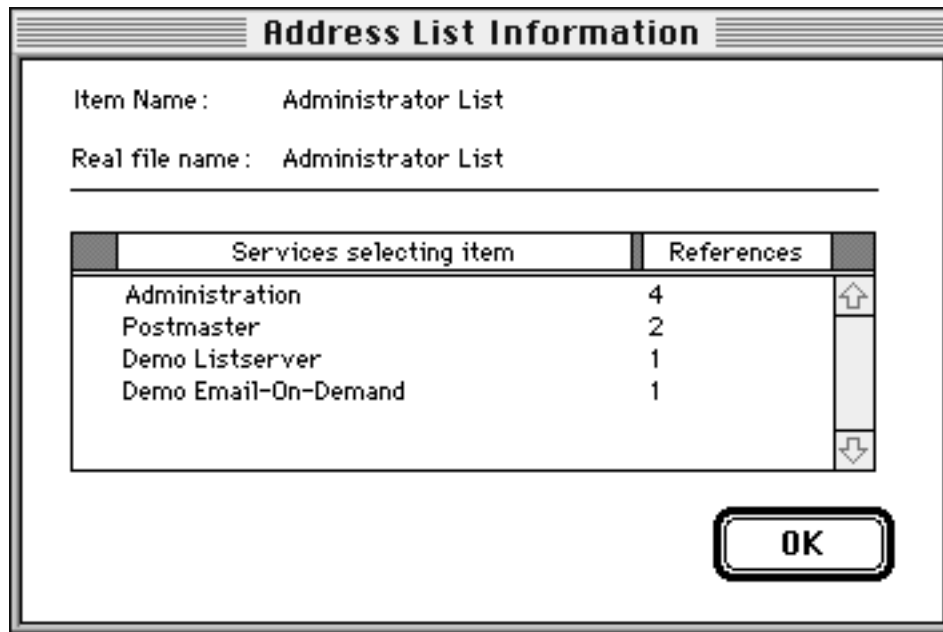 Address List Information
Item Name: Administrator List
Real file name: Administrator List
Services selecting item References
Administration 4
Postmaster 2
Demo Listserver 1
Demo Email-On-Demand 1
OK